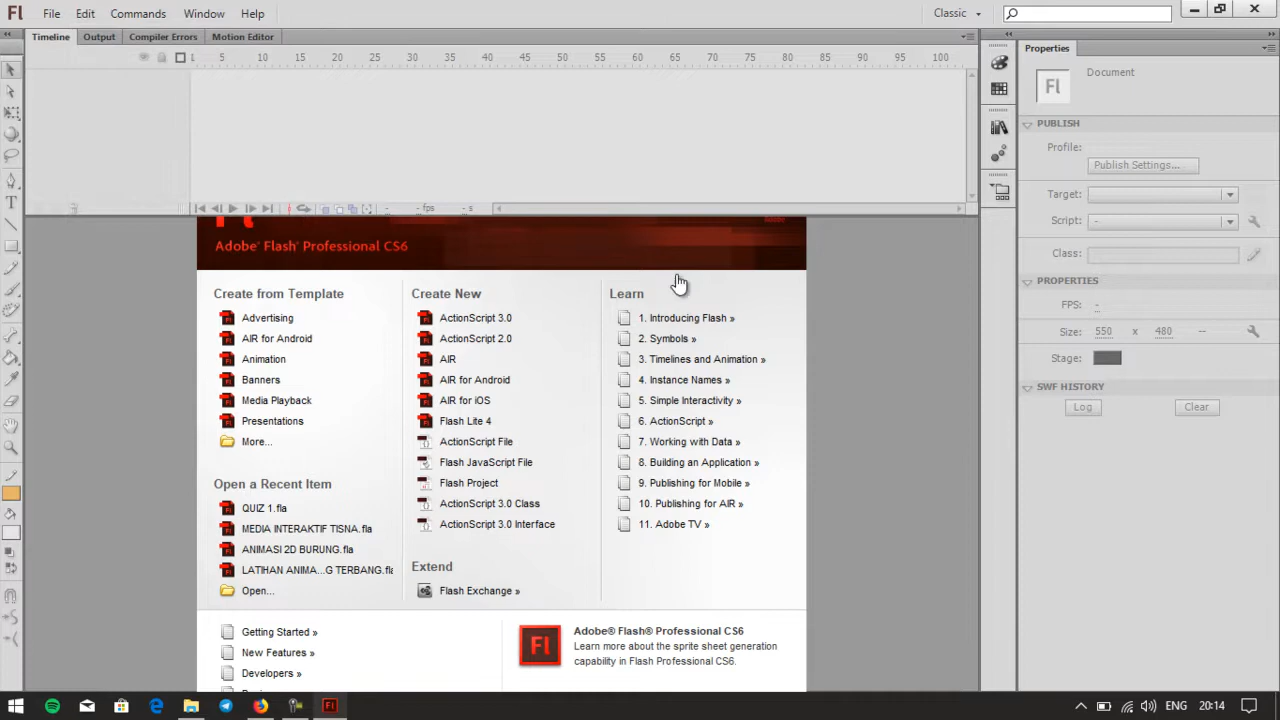 Fl File Edit Commands Window Help Classic
Timeline Output Compiler Errors Motion Editor
1 5 10 15 20 25 30 35 40 45 50 55 60 65 70 75 80 85 90 95 100
- - fps - s
Adobe® Flash® Professional CS6
Create from Template
Advertising
AIR for Android
Animation
Banners
Media Playback
Presentations
More...
Open a Recent Item
QUIZ 1.fla
MEDIA INTERAKTIF TISNA.fla
ANIMASI 2D BURUNG.fla
LATIHAN ANIMA...G TERBANG.fla
Open...
Create New
ActionScript 3.0
ActionScript 2.0
AIR
AIR for Android
AIR for iOS
Flash Lite 4
ActionScript File
Flash JavaScript File
Flash Project
ActionScript 3.0 Class
ActionScript 3.0 Interface
Extend
Flash Exchange »
Learn
1. Introducing Flash »
2. Symbols »
3. Timelines and Animation »
4. Instance Names »
5. Simple Interactivity »
6. ActionScript »
7. Working with Data »
8. Building an Application »
9. Publishing for Mobile »
10. Publishing for AIR »
11. Adobe TV »
Getting Started »
New Features »
Developers »
Fl
Adobe® Flash® Professional CS6
Learn more about the sprite sheet generation
capability in Flash Professional CS6.
Properties
Fl Document
PUBLISH
Profile:
Publish Settings...
Target:
Script: -
Class:
PROPERTIES
FPS: -
Size: 550 x 480 --
Stage:
SWF HISTORY
Log Clear
Fl ENG 20:14